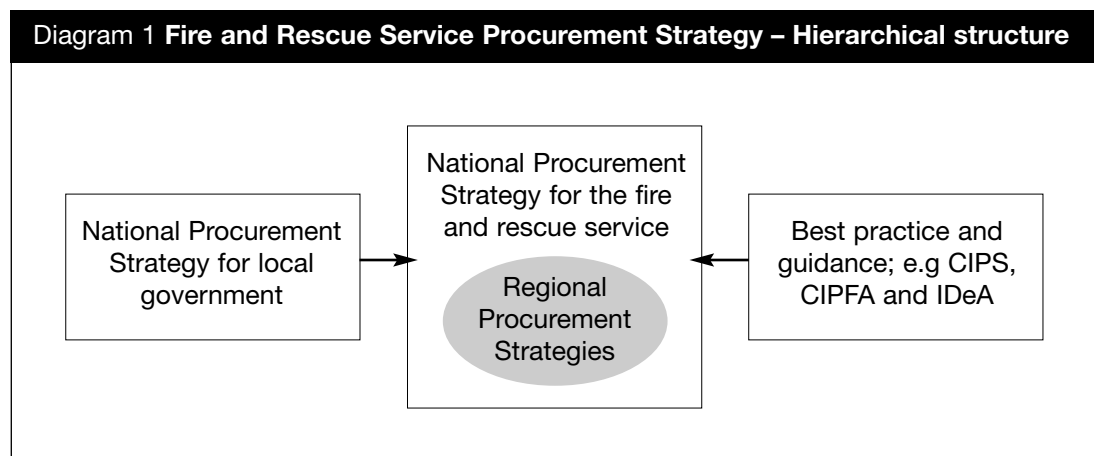 Diagram 1 Fire and Rescue Service Procurement Strategy – Hierarchical structure
National Procurement
Strategy for local
government
National Procurement
Strategy for the fire
and rescue service
Regional
Procurement
Strategies
Best practice and
guidance; e.g CIPS,
CIPFA and IDeA